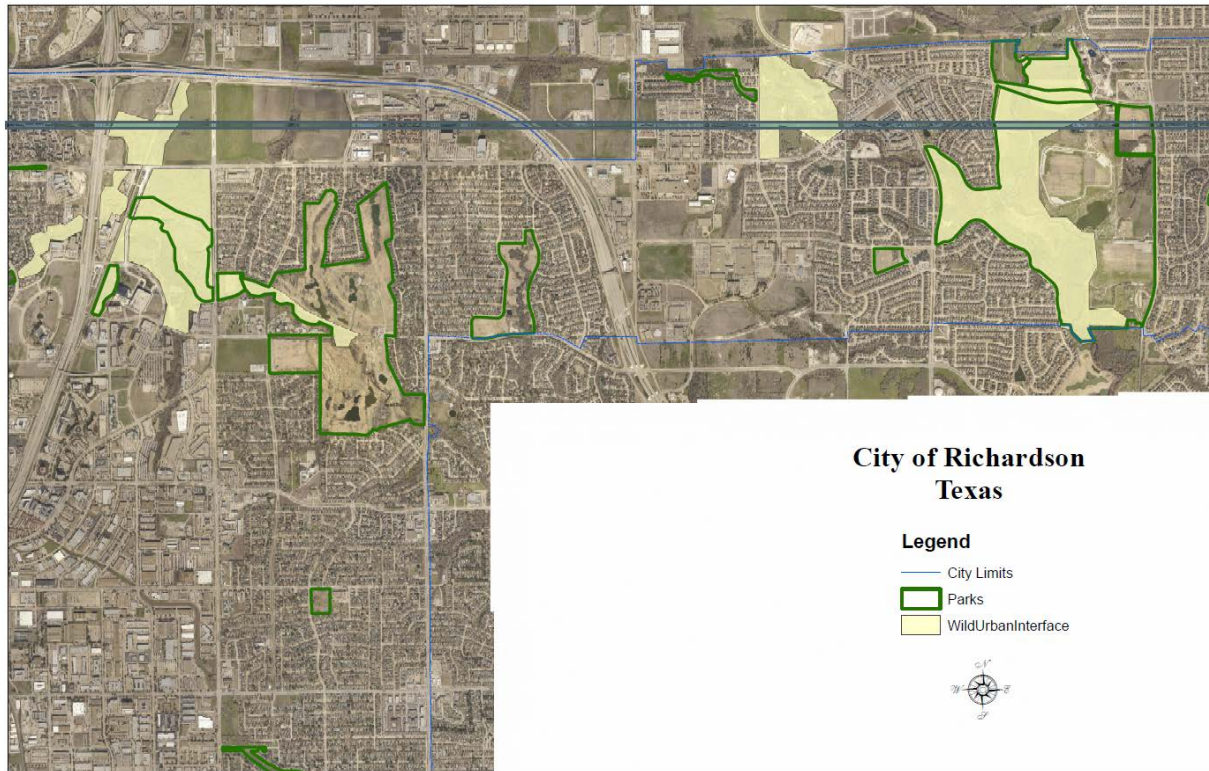 City of Richardson
Texas
Legend
City Limits
Parks
WildUrbanInterface
N
W E
S